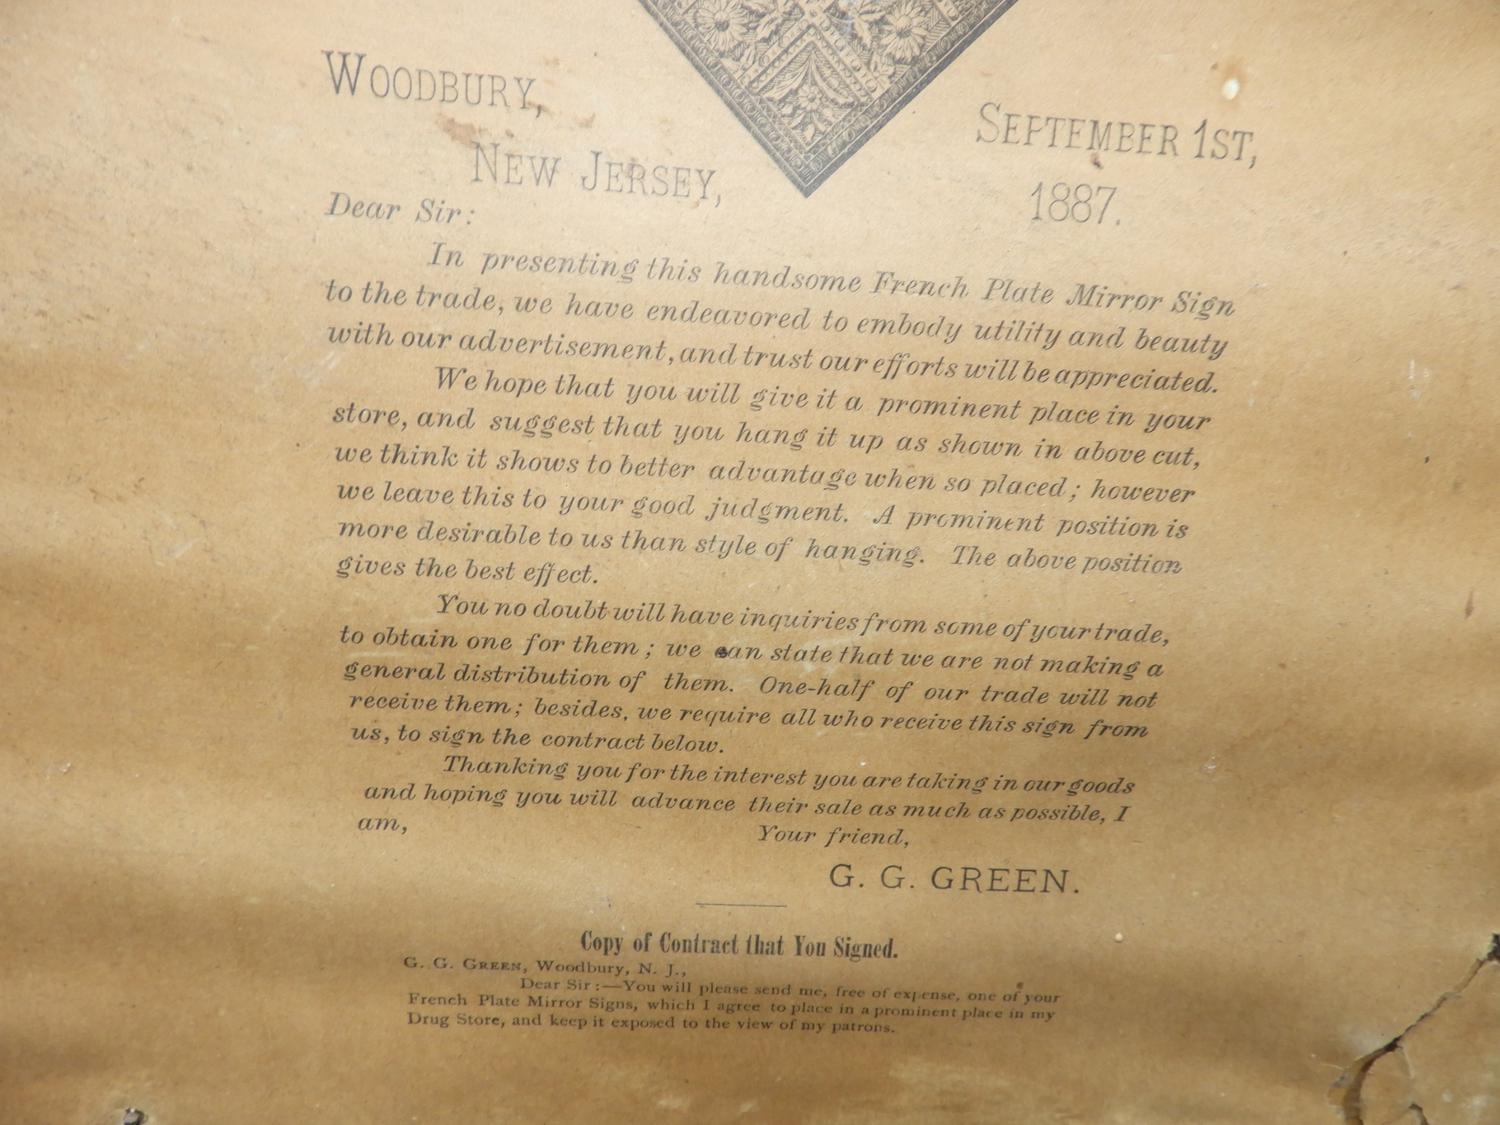 WOODBURY,
NEW JERSEY,
SEPTEMBER 1ST,
1887.
Dear Sir:
In presenting this handsome French Plate Mirror Sign
to the trade, we have endeavored to embody utility and beauty
with our advertisement, and trust our efforts will be appreciated.
We hope that you will give it a prominent place in your
store, and suggest that you hang it up as shown in above cut,
we think it shows to better advantage when so placed; however
we leave this to your good judgment. A prominent position is
more desirable to us than style of hanging. The above position
gives the best effect.
You no doubt will have inquiries from some of your trade,
to obtain one for them; we can state that we are not making a
general distribution of them. One-half of our trade will not
receive them; besides, we require all who receive this sign from
us, to sign the contract below.
Thanking you for the interest you are taking in our goods
and hoping you will advance their sale as much as possible, I
am,
Your friend,
G. G. GREEN.
Copy of Contract that You Signed.
G. G. GREEN, Woodbury, N. J.,
Dear Sir:—You will please send me, free of expense, one of your
French Plate Mirror Signs, which I agree to place in a prominent place in my
Drug Store, and keep it exposed to the view of my patrons.